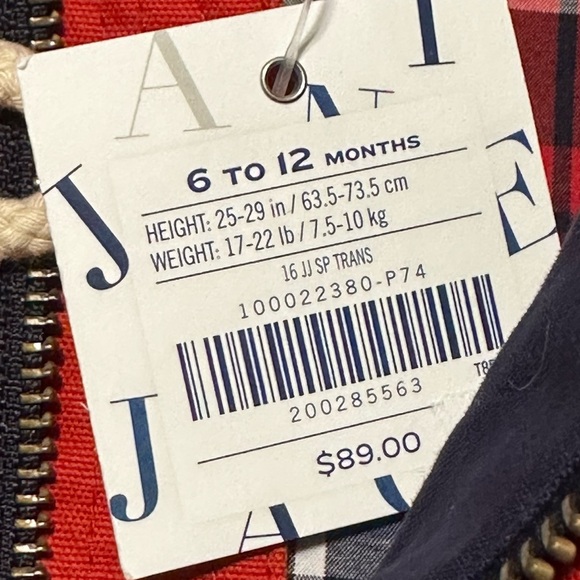 A
I
A T
J
E
6 TO 12 MONTHS
HEIGHT: 25-29 in / 63.5-73.5 cm
WEIGHT: 17-22 lb / 7.5-10 kg
16 JJ SP TRANS
100022380-P74
200285563
$89.00
J
A